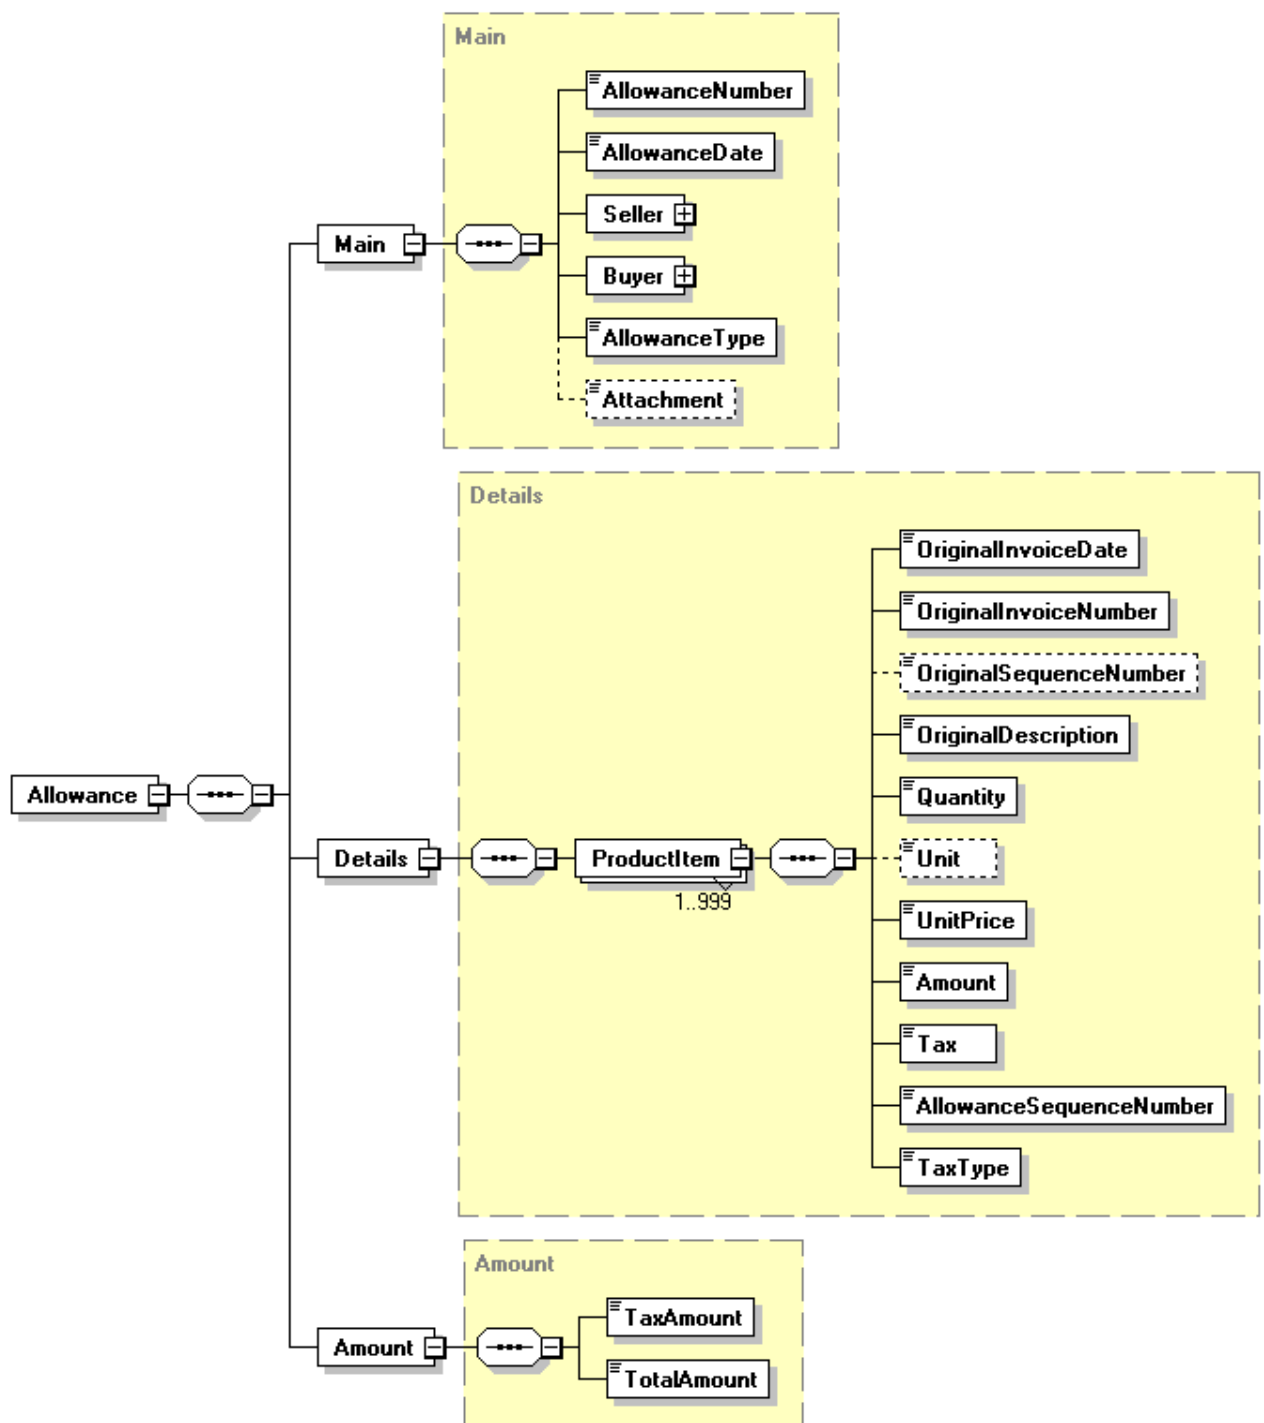 Main
AllowanceNumber
AllowanceDate
Seller
Main
Buyer
AllowanceType
Attachment
Details
OriginalInvoiceDate
OriginalInvoiceNumber
OriginalSequenceNumber
OriginalDescription
Allowance
Quantity
Details
ProductItem
Unit
1..999
UnitPrice
Amount
Tax
AllowanceSequenceNumber
TaxType
Amount
TaxAmount
Amount
TotalAmount